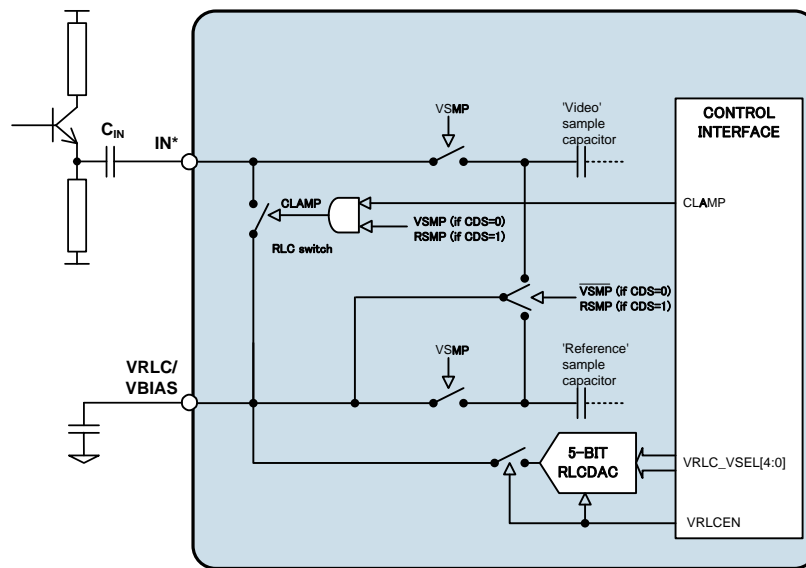 VSMP
'Video'
sample
capacitor
CONTROL
INTERFACE
CIN
IN*
CLAMP
CLAMP
VSMP (if CDS=0)
RSMP (if CDS=1)
RLC switch
VSMP (if CDS=0)
RSMP (if CDS=1)
VRLC/
VBIAS
VSMP
'Reference'
sample
capacitor
5-BIT
RLCDAC
VRLC_VSEL[4:0]
VRLCEN